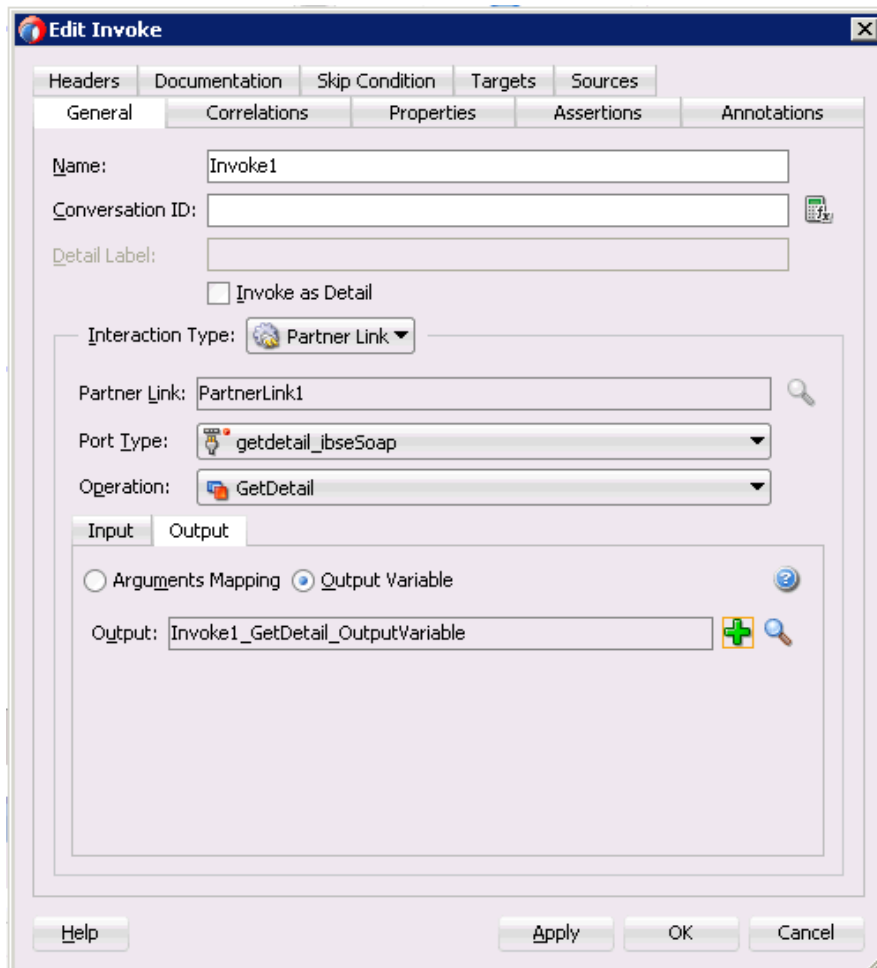 Edit Invoke
Headers Documentation Skip Condition Targets Sources
General Correlations Properties Assertions Annotations
Name: Invoke1
Conversation ID:
Detail Label:
Invoke as Detail
Interaction Type: Partner Link
Partner Link: PartnerLink1
Port Type: getdetail_ibseSoap
Operation: GetDetail
Input Output
Arguments Mapping Output Variable
Output: Invoke1_GetDetail_OutputVariable
Help Apply OK Cancel